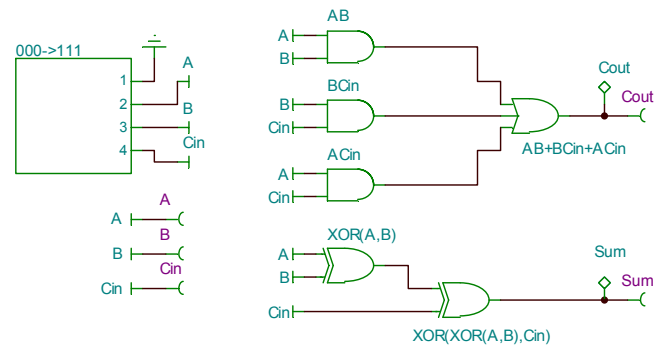 000->111
1
2
3
4
A
B
Cin
A
A
B
B
Cin
Cin
AB
A
B
BCin
B
Cin
ACin
A
Cin
AB+BCin+ACin
Cout
Cout
XOR(A,B)
A
B
Cin
XOR(XOR(A,B),Cin)
Sum
Sum